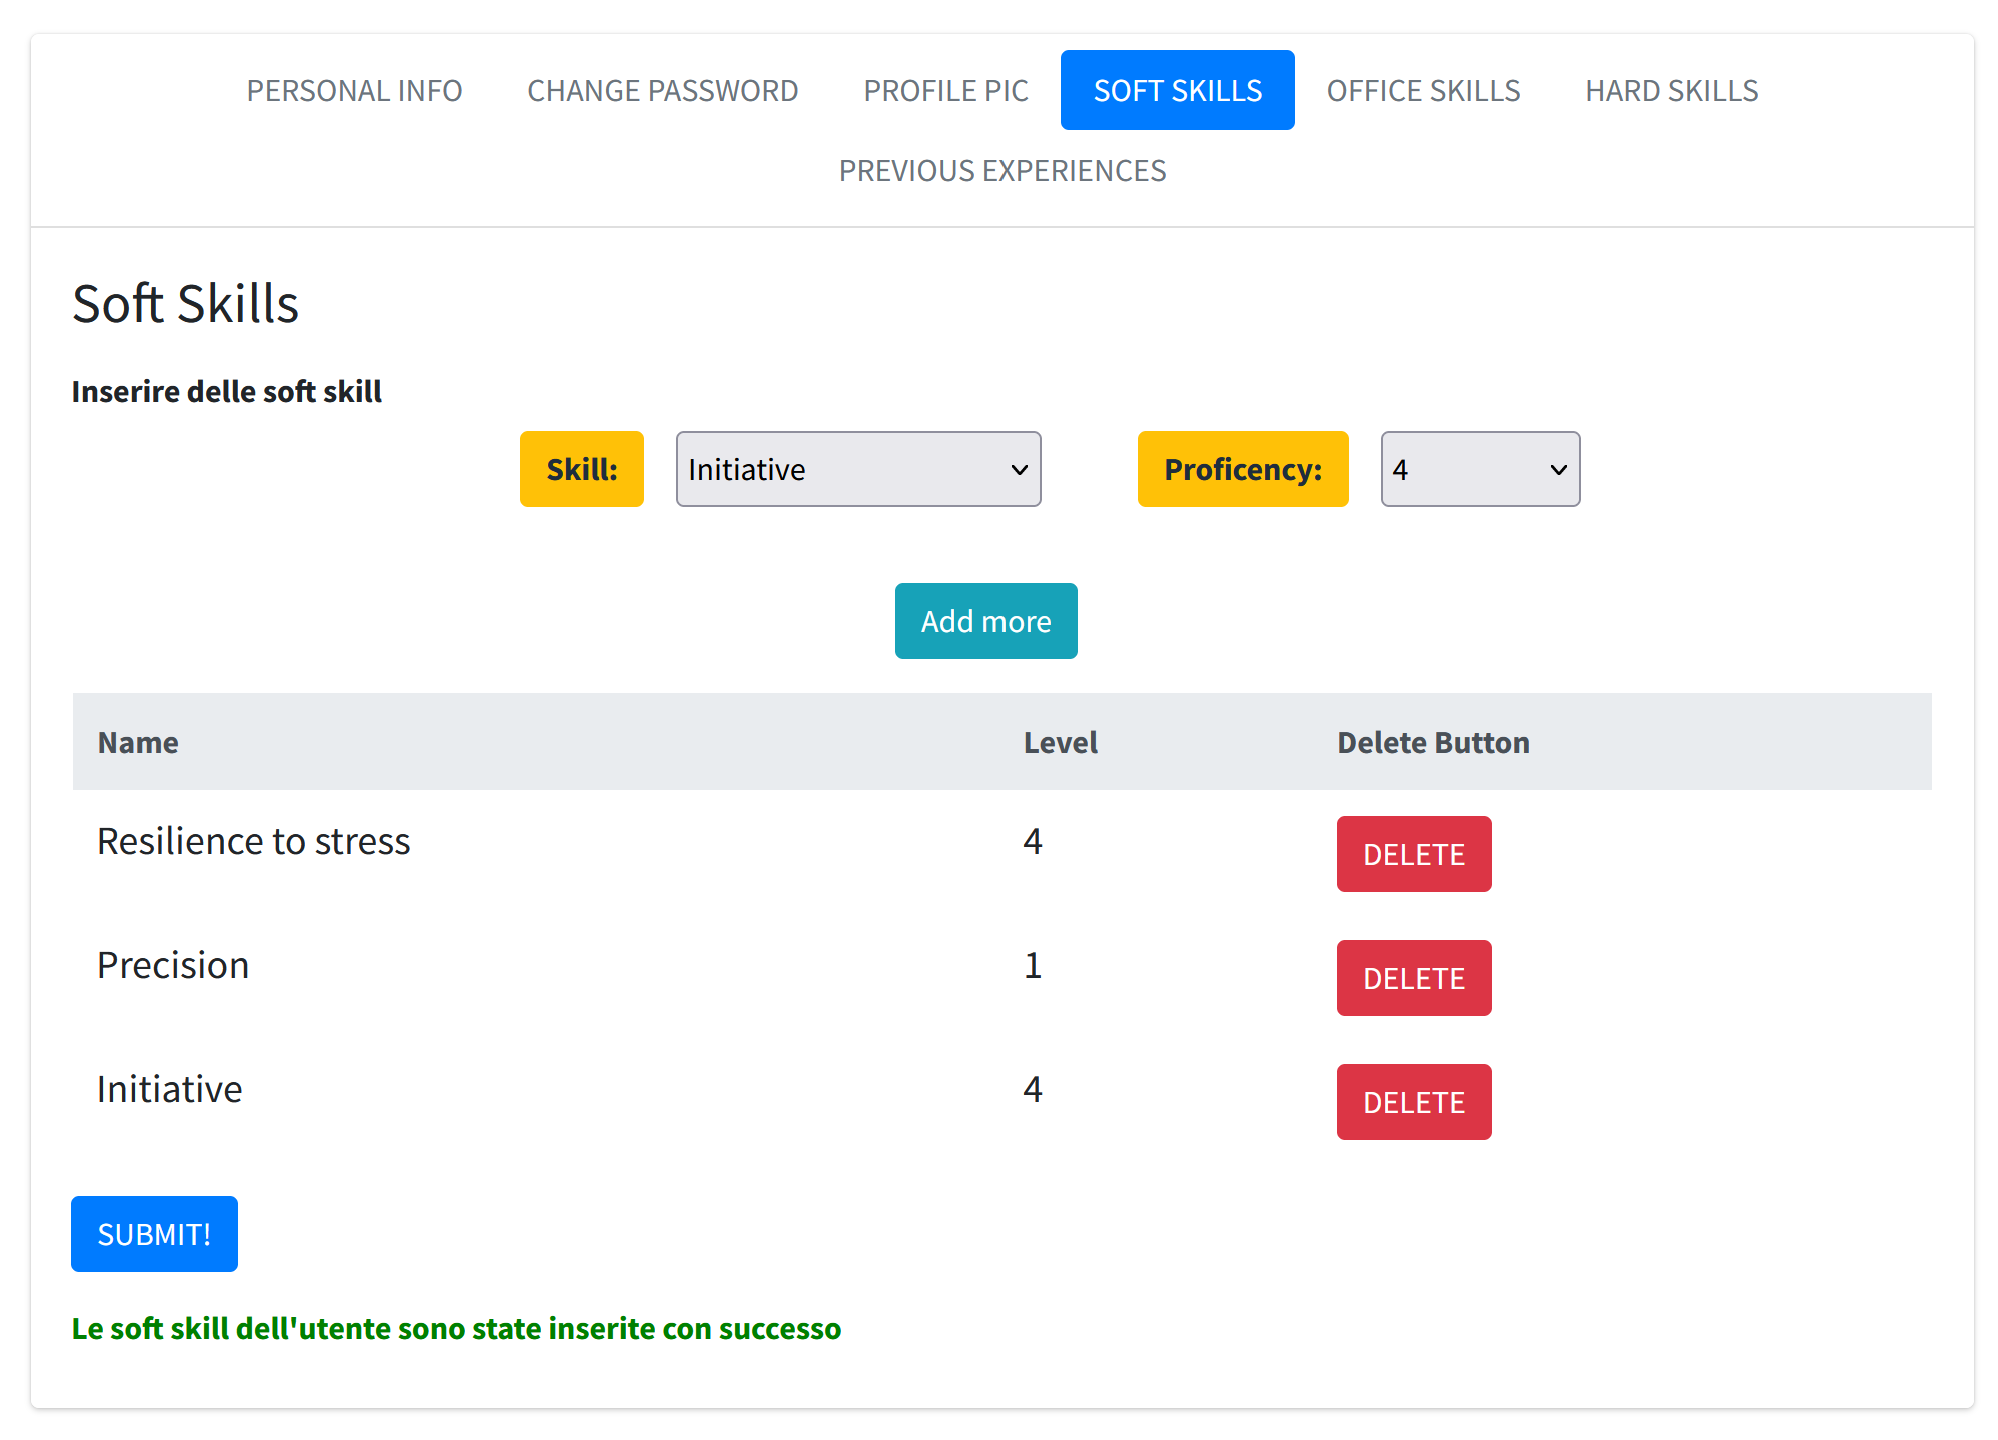 PERSONAL INFO CHANGE PASSWORD PROFILE PIC SOFT SKILLS OFFICE SKILLS HARD SKILLS
PREVIOUS EXPERIENCES
Soft Skills
Inserire delle soft skill
Skill: Initiative Proficency: 4
Add more
Name Level Delete Button
Resilience to stress 4 DELETE
Precision 1 DELETE
Initiative 4 DELETE
SUBMIT!
Le soft skill dell'utente sono state inserite con successo